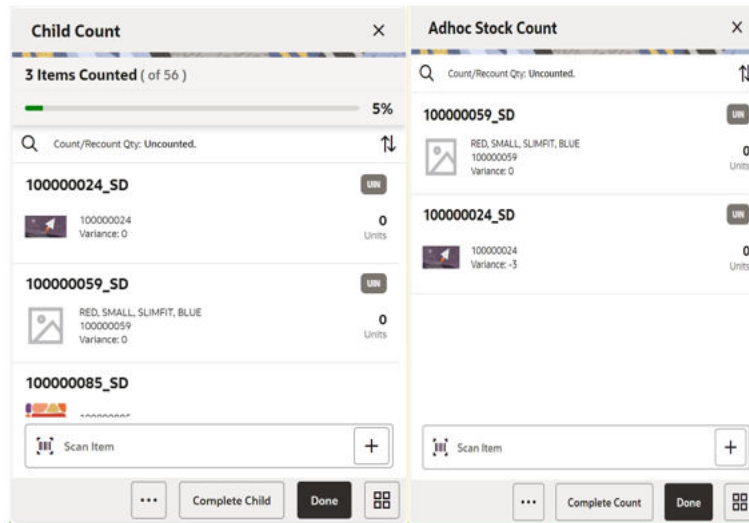 Child Count
3 Items Counted ( of 56 )
5%
Count/Recount Qty: Uncounted.
100000024_SD
UIN
100000024
Variance: 0
0
Units
100000059_SD
UIN
RED, SMALL, SLIMFIT, BLUE
100000059
Variance: 0
0
Units
100000085_SD
Scan Item
Complete Child
Done
Adhoc Stock Count
Count/Recount Qty: Uncounted.
100000059_SD
UIN
RED, SMALL, SLIMFIT, BLUE
100000059
Variance: 0
0
Units
100000024_SD
UIN
100000024
Variance: -3
0
Units
Scan Item
Complete Count
Done